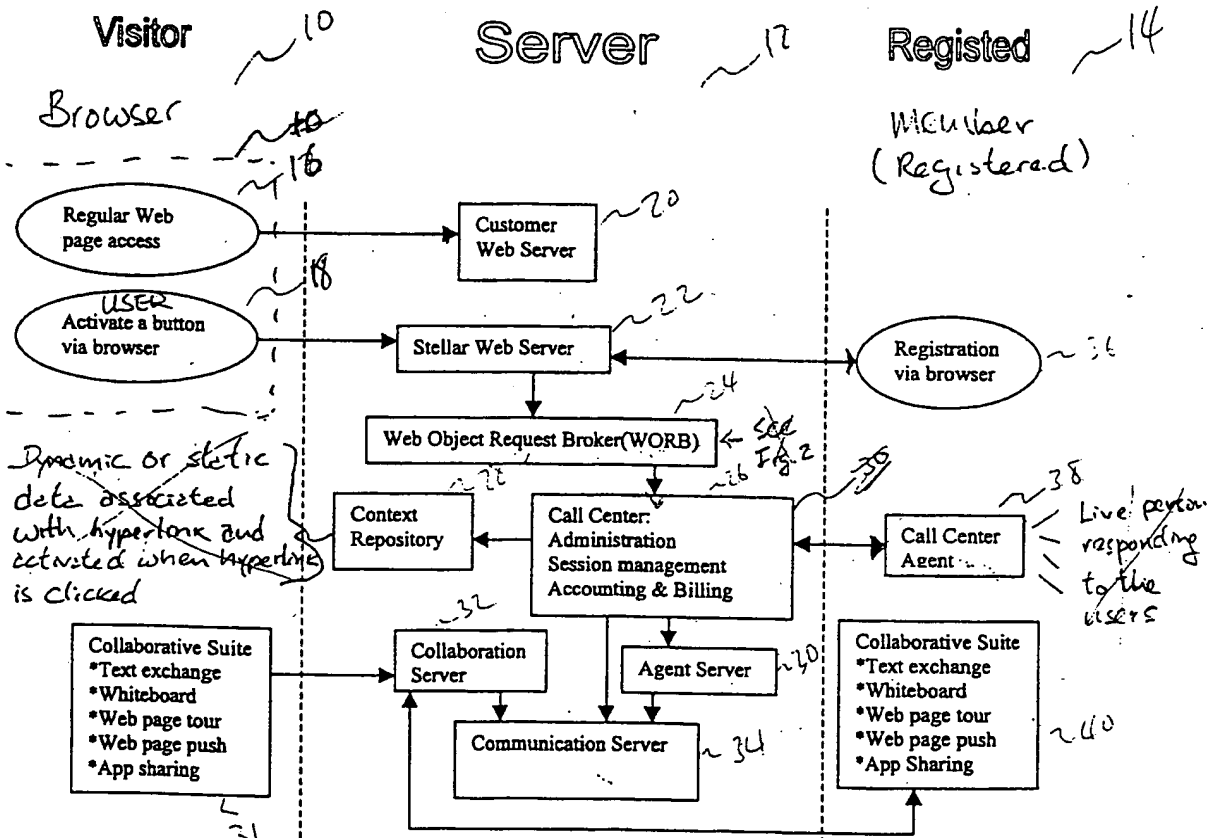 Visitor
10
Server
12
Registed
14
Browser
10
Member
(Registered)
16
Regular Web
page access
Customer
Web Server
20
18
USER
Activate a button
via browser
22
Stellar Web Server
Registration
via browser
36
24
Web Object Request Broker(WORB)
see
Fig. 2
Dynamic or static
data associated
with hyperlink and
activated when hyperlink
is clicked
Context
Repository
26
30
Call Center:
Administration
Session management
Accounting & Billing
38
Call Center
Agent
Live person
responding
to the
users
32
Collaborative Suite
*Text exchange
*Whiteboard
*Web page tour
*Web page push
*App sharing
Collaboration
Server
Agent Server
30
Communication Server
34
Collaborative Suite
*Text exchange
*Whiteboard
*Web page tour
*Web page push
*App Sharing
40